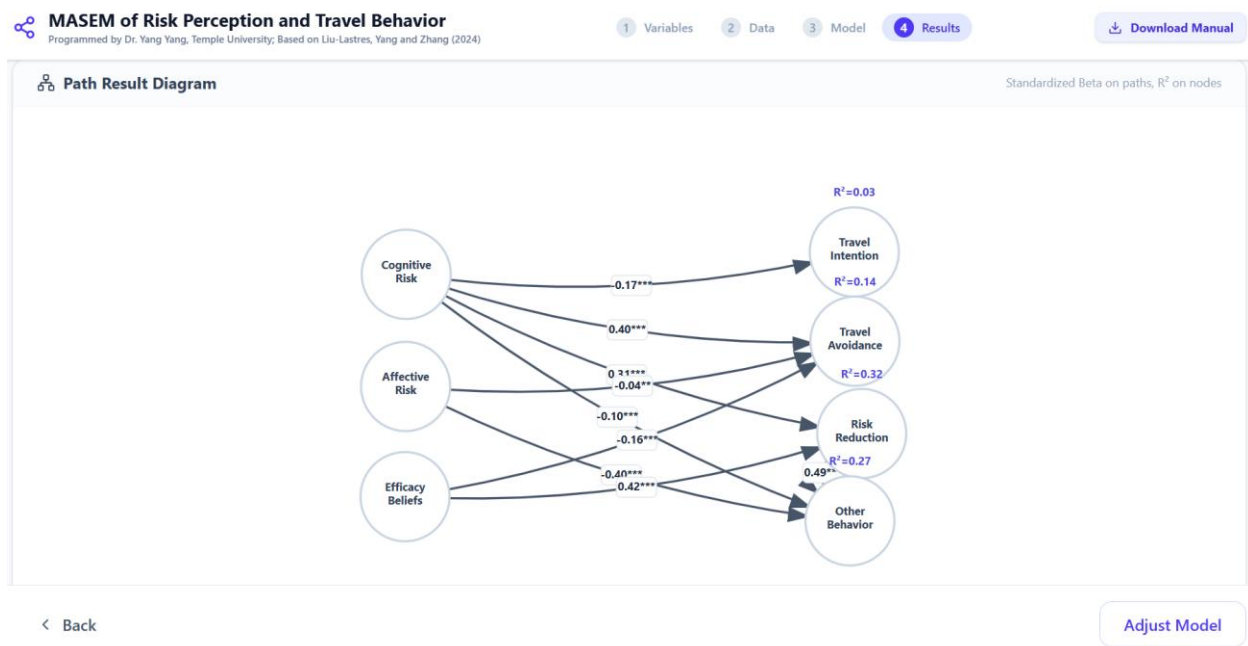 MASEM of Risk Perception and Travel Behavior
Programmed by Dr. Yang Yang, Temple University; Based on Liu-Lastres, Yang and Zhang (2024)
1 Variables
2 Data
3 Model
4 Results
Download Manual
Path Result Diagram
Standardized Beta on paths, R² on nodes
R²=0.03
Travel
Intention
Cognitive
Risk
-0.17***
R²=0.14
0.40***
Travel
Avoidance
0.31***
R²=0.32
Affective
Risk
-0.04**
-0.10***
Risk
Reduction
-0.16***
R²=0.27
-0.40***
0.49**
0.42***
Efficacy
Beliefs
Other
Behavior
< Back
Adjust Model